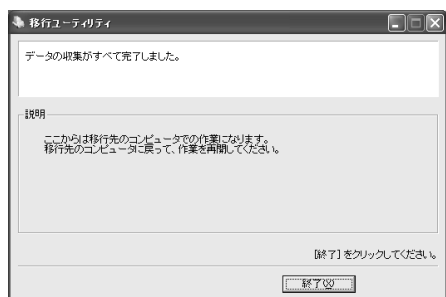 移行ユーティリティ
データの収集がすべて完了しました。
説明
ここからは移行先のコンピュータでの作業になります。
移行先のコンピュータに戻って、作業を再開してください。
[終了]をクリックしてください。
終了(X)